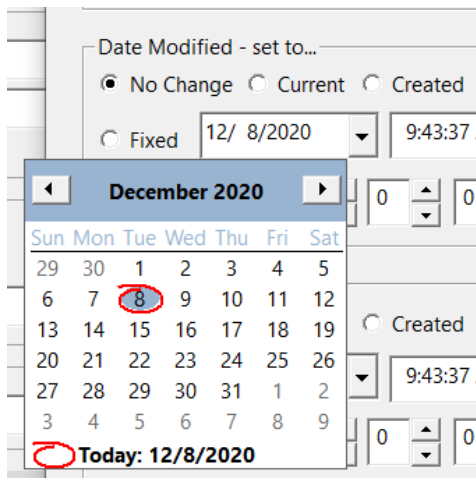 Date Modified - set to...
No Change Current Created
Fixed 12/ 8/2020 9:43:37
December 2020
0 0
Sun Mon Tue Wed Thu Fri Sat
29 30 1 2 3 4 5
6 7 8 9 10 11 12
13 14 15 16 17 18 19
Created
20 21 22 23 24 25 26
9:43:37
27 28 29 30 31 1 2
3 4 5 6 7 8 9
0 0
Today: 12/8/2020